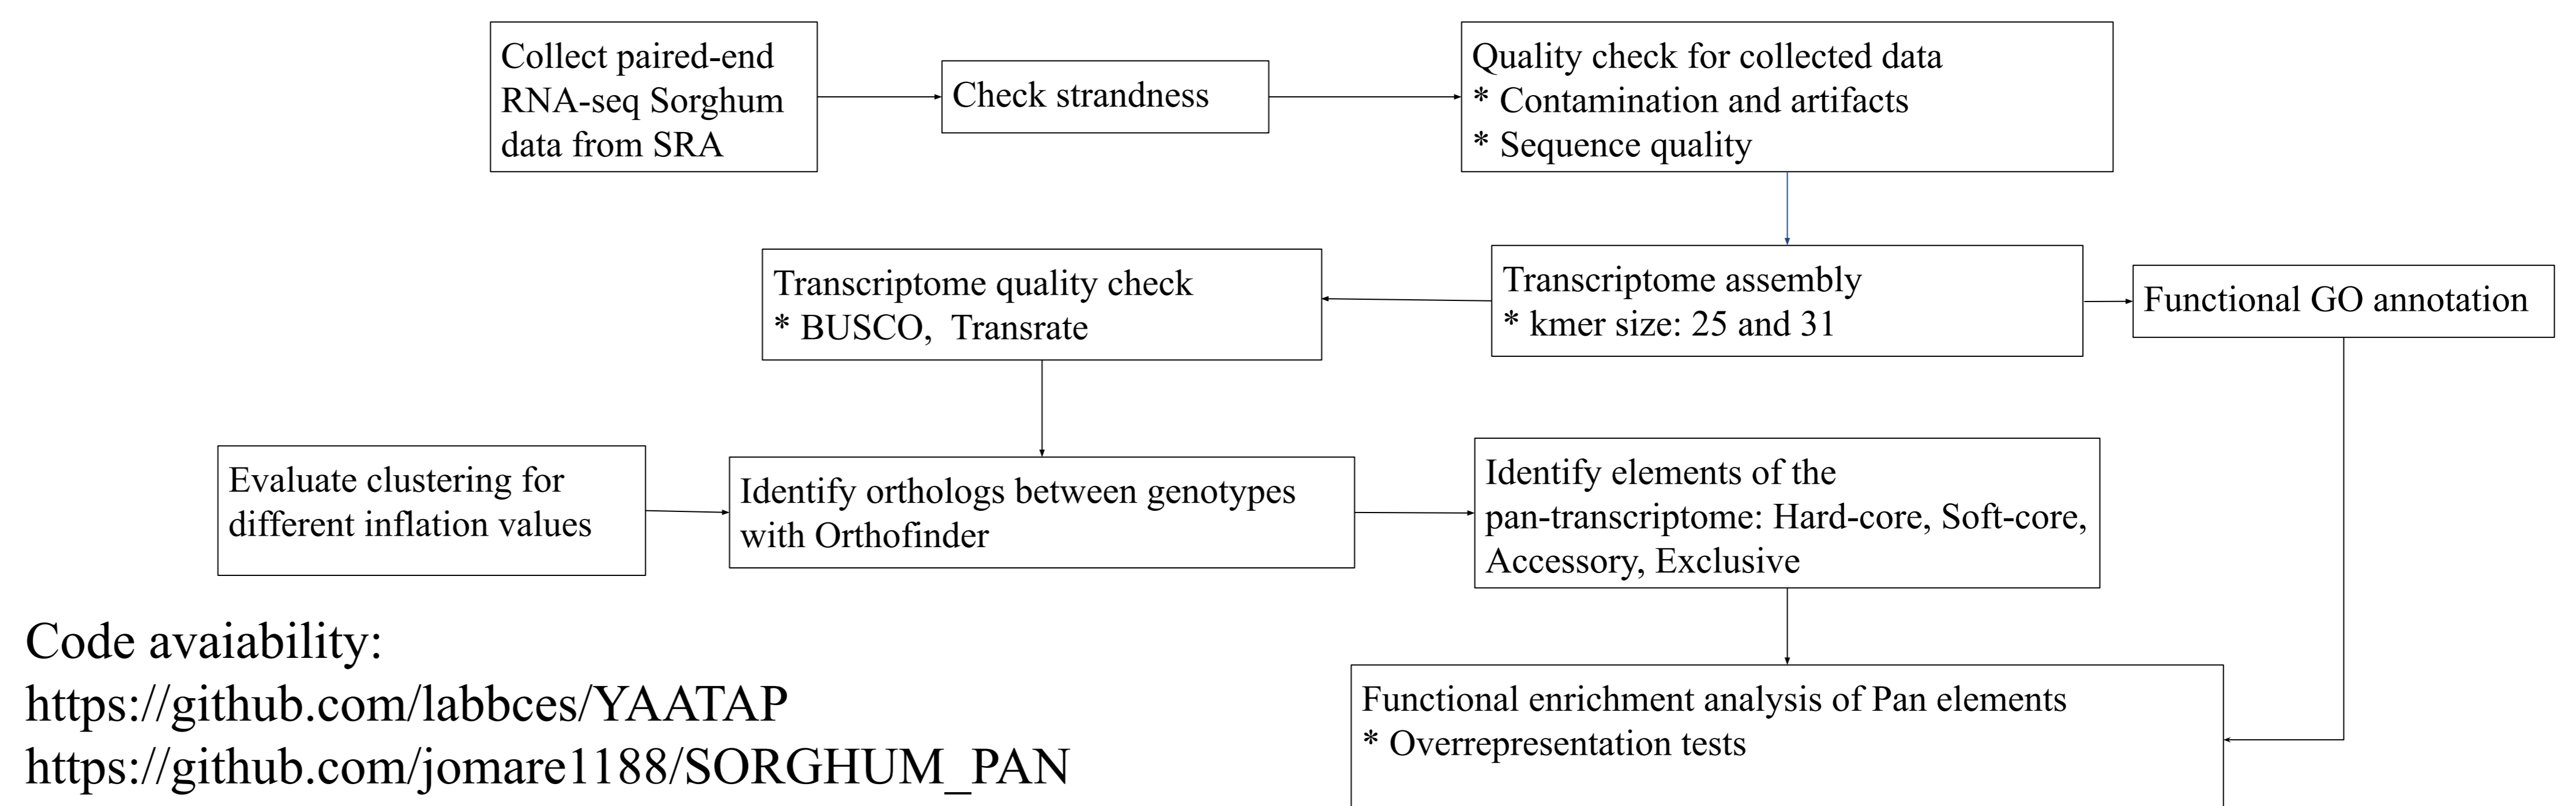 Collect paired-end
RNA-seq Sorghum
data from SRA
Check strandness
Quality check for collected data
* Contamination and artifacts
* Sequence quality
Transcriptome quality check
* BUSCO,  Transrate
Transcriptome assembly
* kmer size: 25 and 31
Functional GO annotation
Evaluate clustering for
different inflation values
Identify orthologs between genotypes
with Orthofinder
Identify elements of the
pan-transcriptome: Hard-core, Soft-core,
Accessory, Exclusive
Functional enrichment analysis of Pan elements
* Overrepresentation tests
Code avaiability:
https://github.com/labbces/YAATAP
https://github.com/jomare1188/SORGHUM_PAN